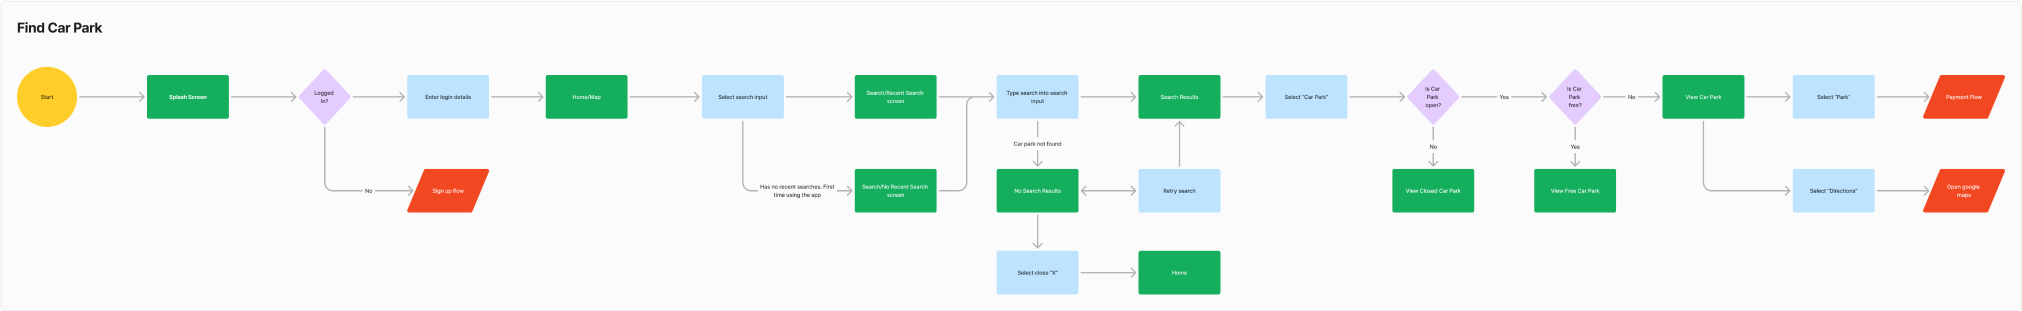 Find Car Park
Start
Splash Screen
Logged
In?
Enter login details
Home/Map
Select search input
Search/Recent Search
screen
Type search into search
input
Search Results
Select "Car Park"
Is Car
Park
open?
Yes
Is Car
Park
free?
No
View Car Park
Select "Park"
Payment Flow
Car park not found
No
Yes
No
Sign up flow
Has no recent searches. First
time using the app
Search/No Recent Search
screen
No Search Results
Retry search
View Closed Car Park
View Free Car Park
Select "Directions"
Open google
maps
Select close "X"
Home